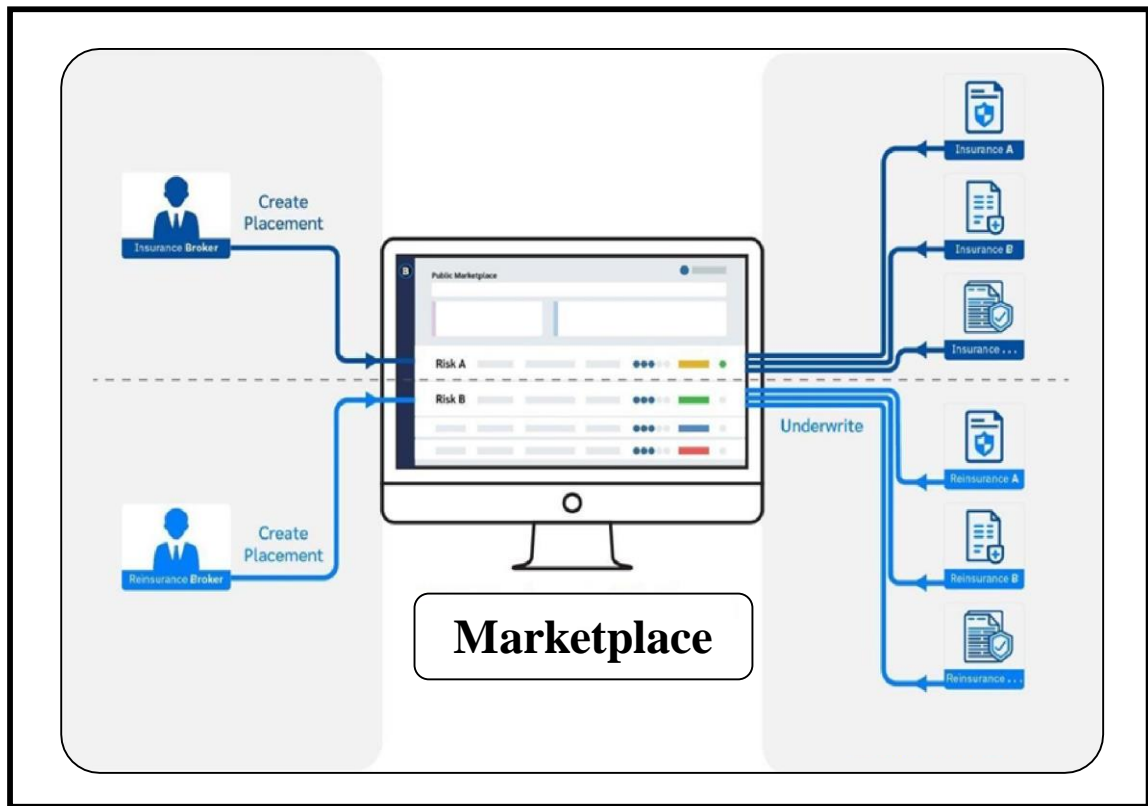 Create
Placement
Insurance Broker
B
Public Marketplace
Risk A
Risk B
Create
Placement
Reinsurance Broker
Marketplace
Underwrite
Insurance A
Insurance B
Insurance ...
Reinsurance A
Reinsurance B
Reinsurance ...